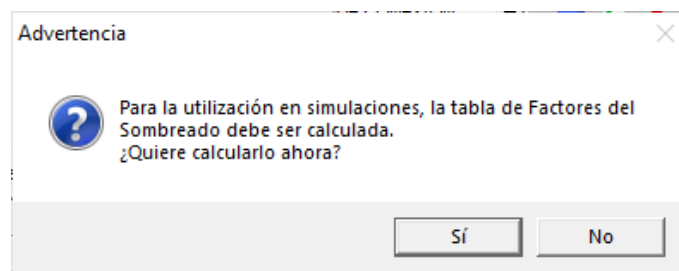 Advertencia
Para la utilización en simulaciones, la tabla de Factores del
Sombreado debe ser calculada.
¿Quiere calcularlo ahora?
Sí
No